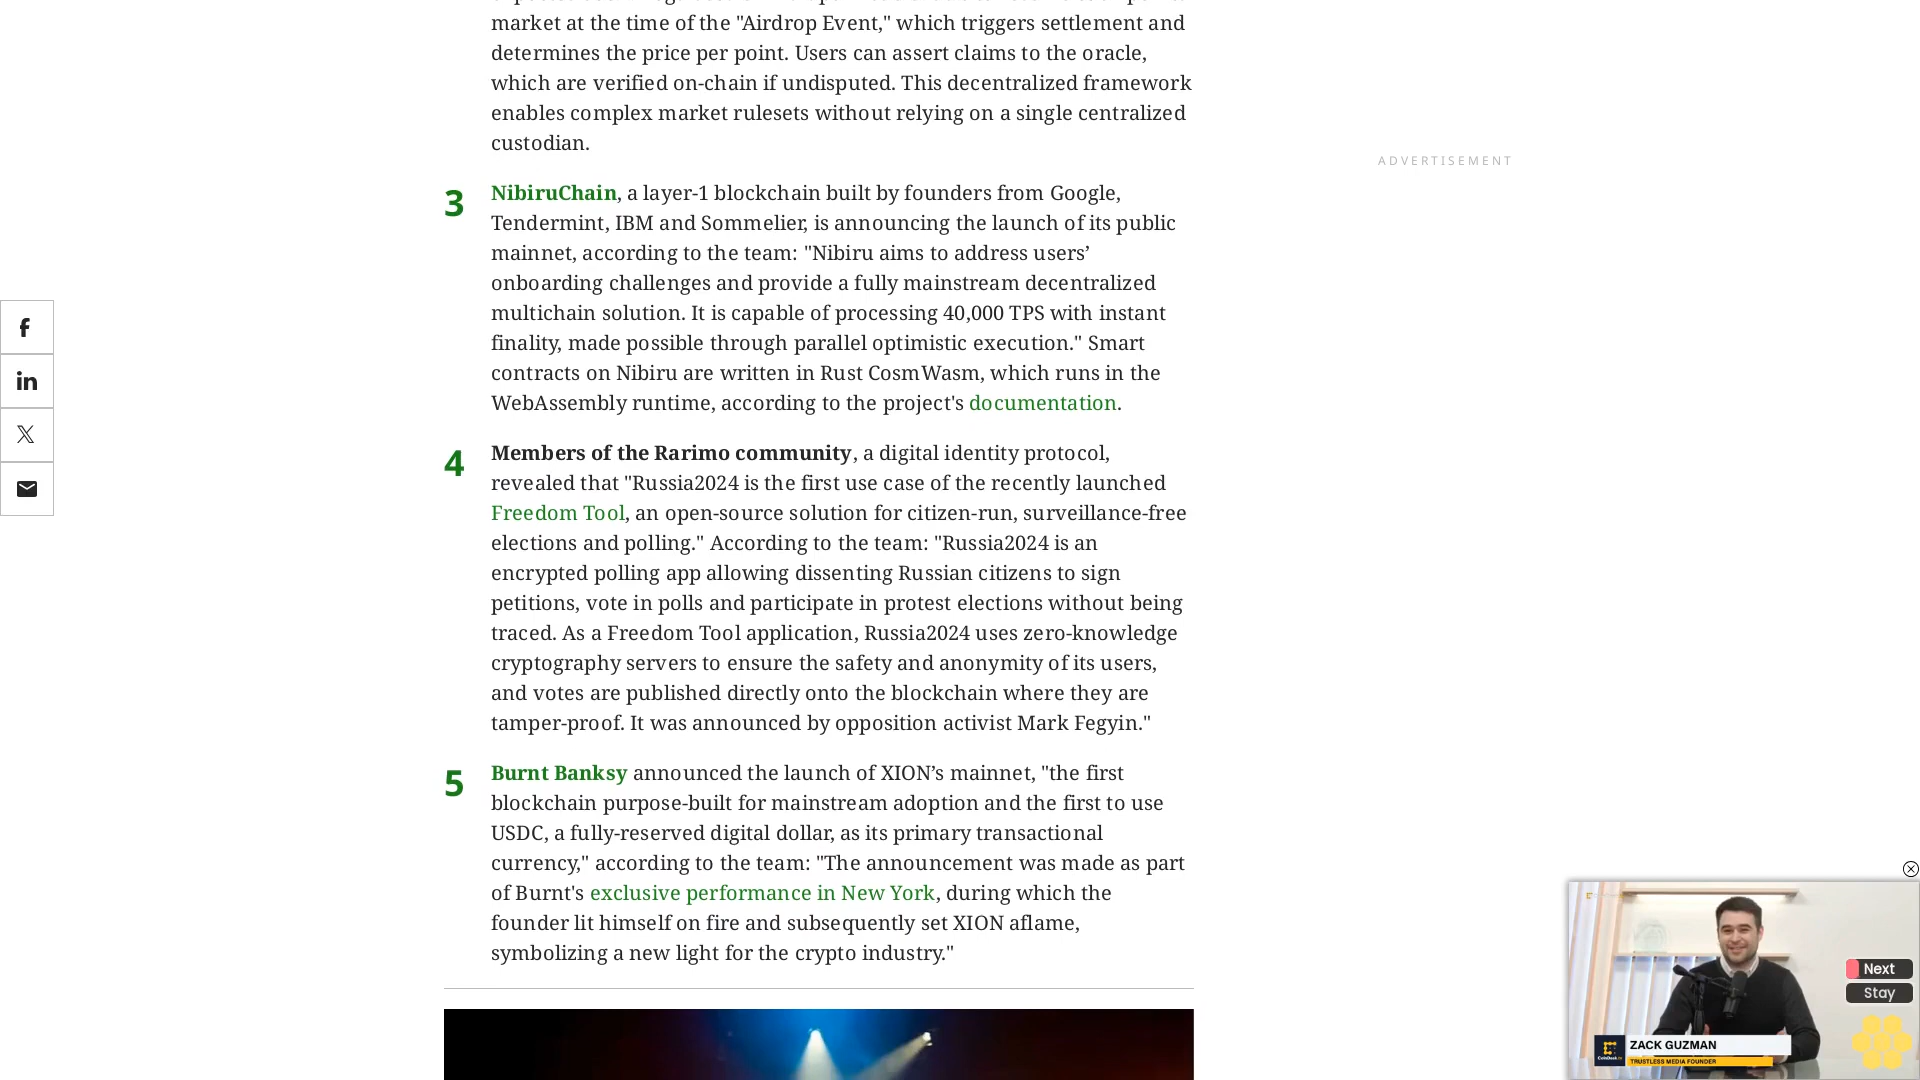 market at the time of the "Airdrop Event," which triggers settlement and
determines the price per point. Users can assert claims to the oracle,
which are verified on-chain if undisputed. This decentralized framework
enables complex market rulesets without relying on a single centralized
custodian.
ADVERTISEMENT
3
NibiruChain, a layer-1 blockchain built by founders from Google,
Tendermint, IBM and Sommelier, is announcing the launch of its public
mainnet, according to the team: "Nibiru aims to address users’
onboarding challenges and provide a fully mainstream decentralized
multichain solution. It is capable of processing 40,000 TPS with instant
finality, made possible through parallel optimistic execution." Smart
contracts on Nibiru are written in Rust CosmWasm, which runs in the
WebAssembly runtime, according to the project's documentation.
4
Members of the Rarimo community, a digital identity protocol,
revealed that "Russia2024 is the first use case of the recently launched
Freedom Tool, an open-source solution for citizen-run, surveillance-free
elections and polling." According to the team: "Russia2024 is an
encrypted polling app allowing dissenting Russian citizens to sign
petitions, vote in polls and participate in protest elections without being
traced. As a Freedom Tool application, Russia2024 uses zero-knowledge
cryptography servers to ensure the safety and anonymity of its users,
and votes are published directly onto the blockchain where they are
tamper-proof. It was announced by opposition activist Mark Fegyin."
5
Burnt Banksy announced the launch of XION’s mainnet, "the first
blockchain purpose-built for mainstream adoption and the first to use
USDC, a fully-reserved digital dollar, as its primary transactional
currency," according to the team: "The announcement was made as part
of Burnt's exclusive performance in New York, during which the
founder lit himself on fire and subsequently set XION aflame,
symbolizing a new light for the crypto industry."
Next
Stay
ZACK GUZMAN
TRUSTLESS MEDIA FOUNDER